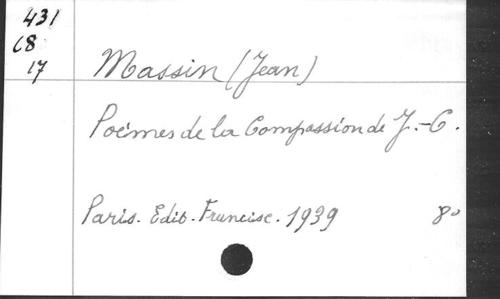 431
C8
17
Massin (Jean)
Poèmes de la Compassion de J.-C.
Paris. Edit. Francisc. 1939 8°